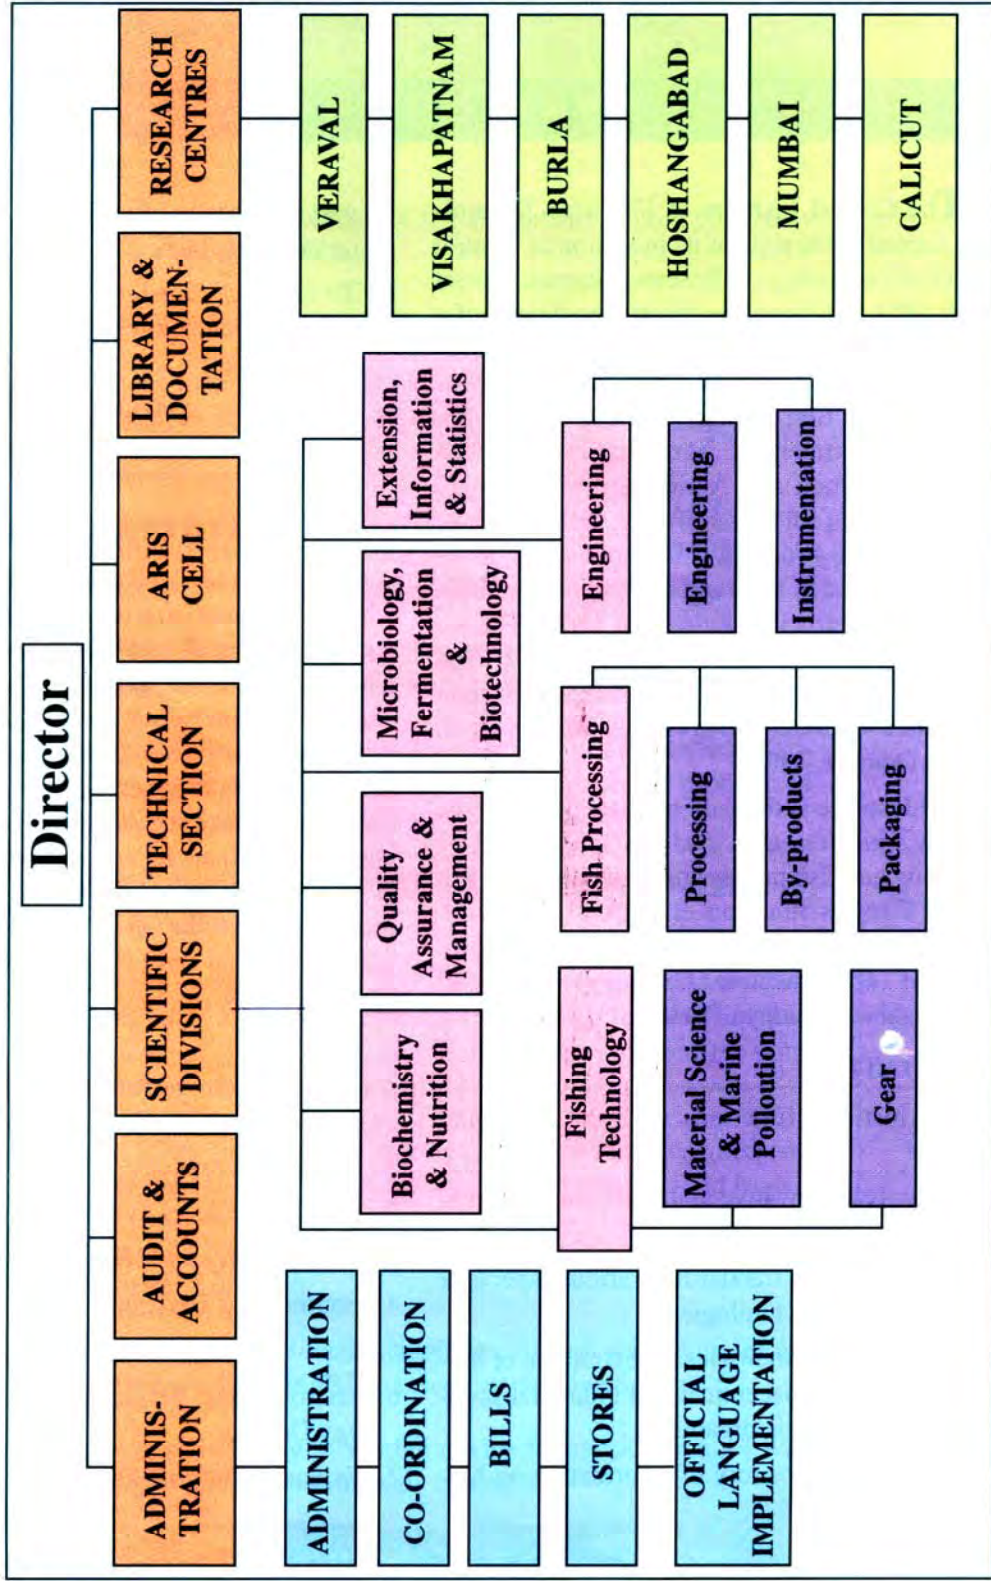 Director
ADMINIS-
TRATION
AUDIT &
ACCOUNTS
SCIENTIFIC
DIVISIONS
TECHNICAL
SECTION
ARIS
CELL
LIBRARY &
DOCUMEN-
TATION
RESEARCH
CENTRES
ADMINISTRATION
CO-ORDINATION
BILLS
STORES
OFFICIAL
LANGUAGE
IMPLEMENTATION
Biochemistry
& Nutrition
Quality
Assurance &
Management
Microbiology,
Fermentation
&
Biotechnology
Extension,
Information
& Statistics
Fishing
Technology
Material Science
& Marine
Polloution
Gear
Fish Processing
Processing
By-products
Packaging
Engineering
Engineering
Instrumentation
VERAVAL
VISAKHAPATNAM
BURLA
HOSHANGABAD
MUMBAI
CALICUT